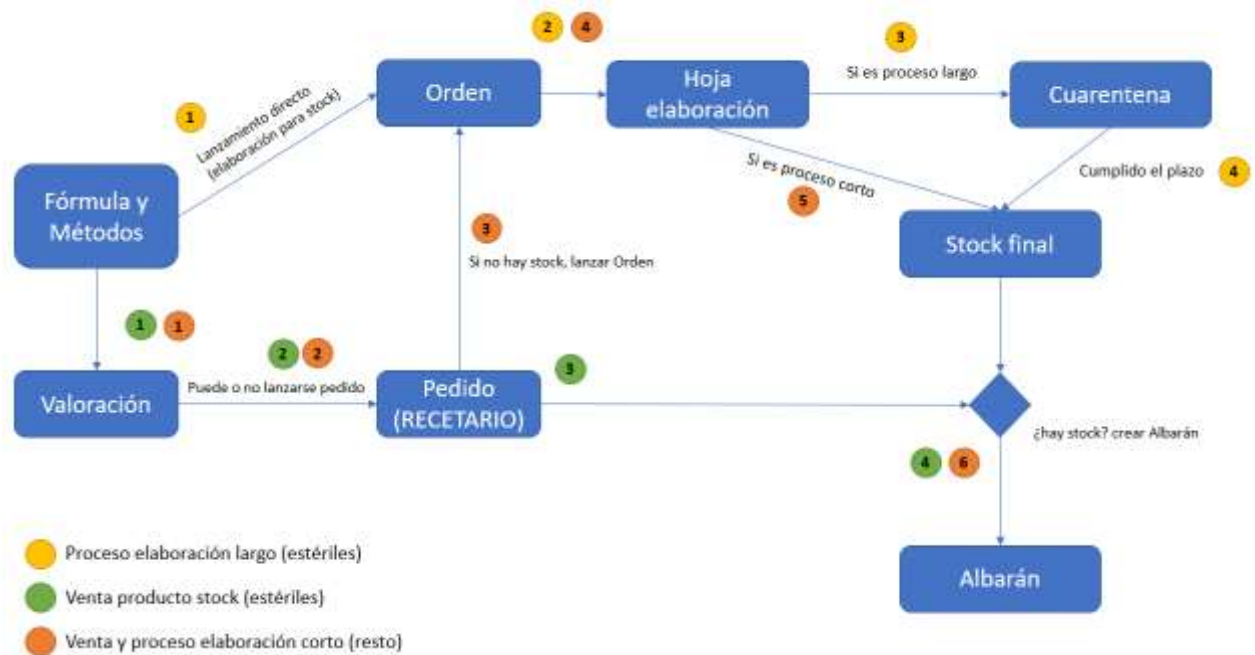 2 4
3
Si es proceso largo
Orden
Hoja
elaboración
Cuarentena
1
Lanzamiento directo
(elaboración para stock)
Si es proceso corto
5
Cumplido el plazo
4
Fórmula y
Métodos
3
Si no hay stock, lanzar Orden
Stock final
1 1
2 2
Puede o no lanzarse pedido
3
Valoración
Pedido
(RECETARIO)
¿hay stock? crear Albarán
4 6
Proceso elaboración largo (estériles)
Albarán
Venta producto stock (estériles)
Venta y proceso elaboración corto (resto)